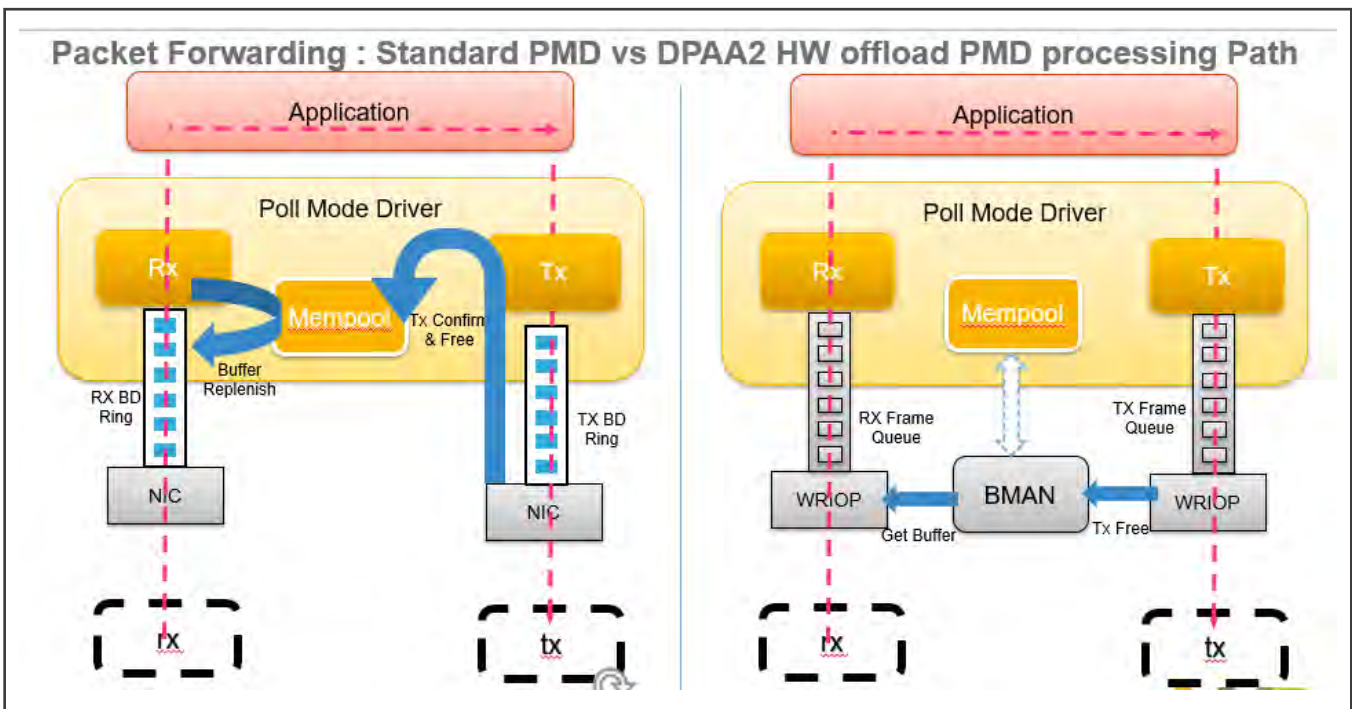 Packet Forwarding : Standard PMD vs DPAA2 HW offload PMD processing Path
Application
Poll Mode Driver
Rx
Mempool
Tx
Tx Confirm
& Free
Buffer
Replenish
RX BD
Ring
TX BD
Ring
NIC
NIC
rx
tx
Application
Poll Mode Driver
Rx
Mempool
Tx
RX Frame
Queue
TX Frame
Queue
WRIOP
BMAN
WRIOP
Get Buffer
Tx Free
rx
tx